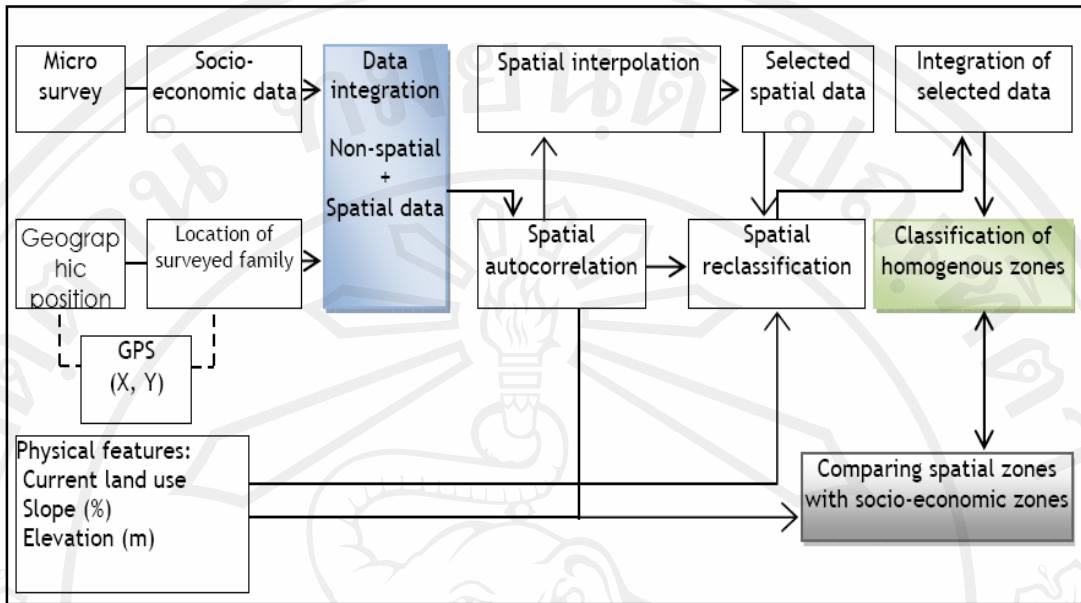 Micro
survey
Socio-
economic data
Data
integration
Non-spatial
+
Spatial data
Spatial interpolation
Selected
spatial data
Integration of
selected data
Geograp
hic
position
Location of
surveyed family
Spatial
autocorrelation
Spatial
reclassification
Classification of
homogenous zones
GPS
(X, Y)
Physical features:
Current land use
Slope (%)
Elevation (m)
Comparing spatial zones
with socio-economic zones